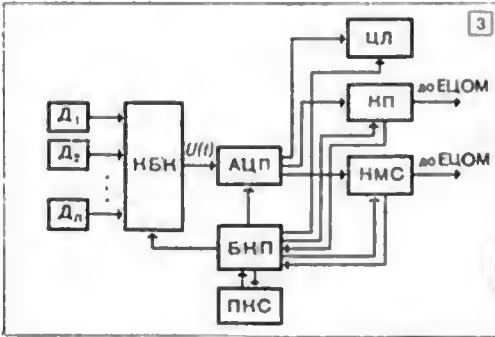 3
ЦЛ
Д1
Д2
Дn
КБК
U(t)
АЦП
КП
до ЕЦОМ
НМС
до ЕЦОМ
БКП
ПКС